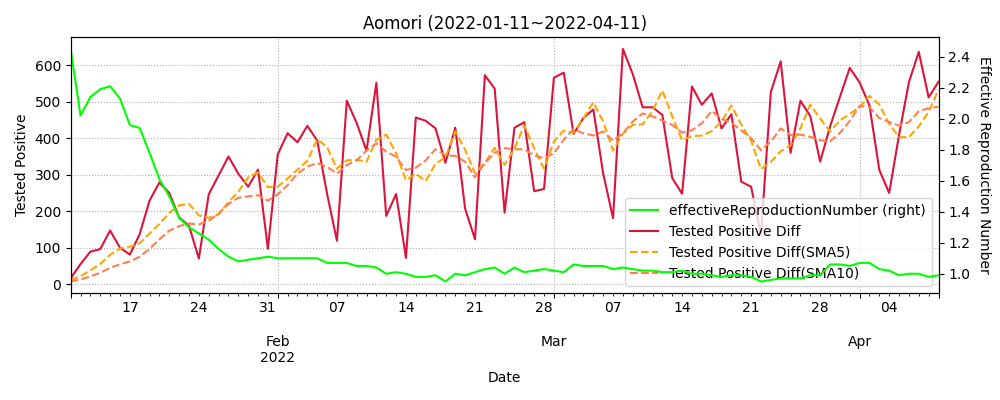 Aomori (2022-01-11~2022-04-11)
Tested Positive
600
500
400
300
200
100
0
2.4
2.2
2.0
1.8
1.6
1.4
1.2
1.0
Effective Reproduction Number
effectiveReproductionNumber (right)
Tested Positive Diff
Tested Positive Diff(SMA5)
Tested Positive Diff(SMA10)
17 24 31 07 14 21 28 07 14 21 28 04
Feb Mar Apr
2022
Date